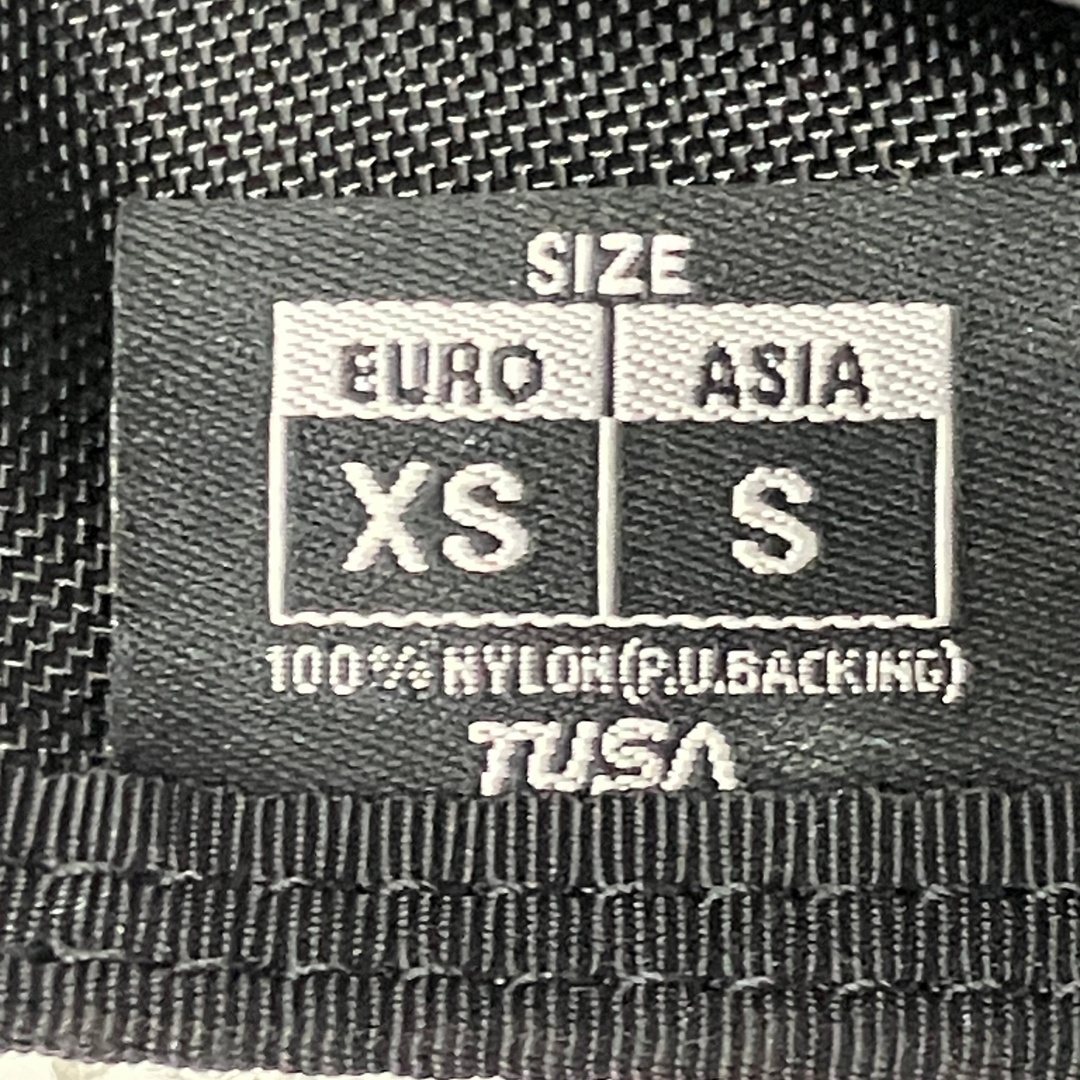 SIZE
EURO ASIA
XS S
100% NYLON(P.U.BACKING)
TUSA